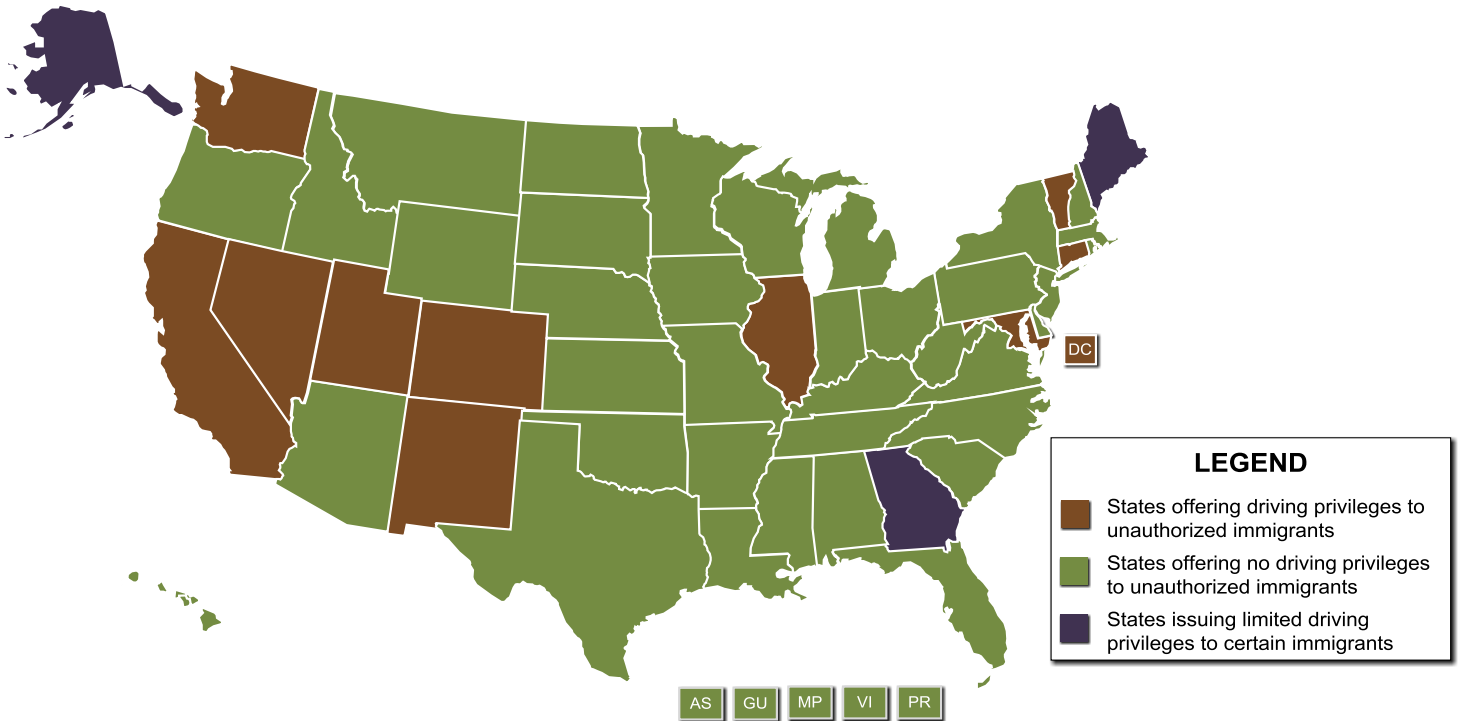 DC
LEGEND
States offering driving privileges to
unauthorized immigrants
States offering no driving privileges
to unauthorized immigrants
States issuing limited driving
privileges to certain immigrants
AS GU MP VI PR